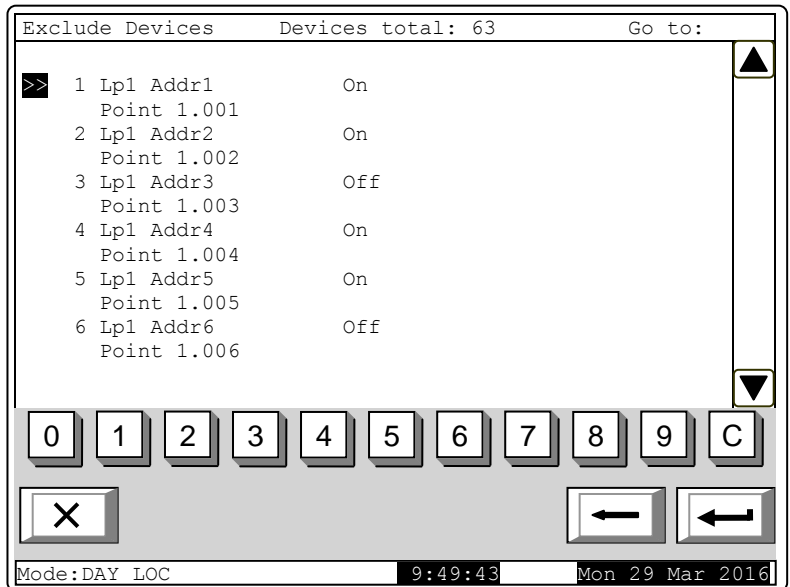 Exclude Devices Devices total: 63 Go to:
>> 1 Lp1 Addr1 On
Point 1.001
2 Lp1 Addr2 On
Point 1.002
3 Lp1 Addr3 Off
Point 1.003
4 Lp1 Addr4 On
Point 1.004
5 Lp1 Addr5 On
Point 1.005
6 Lp1 Addr6 Off
Point 1.006
0 1 2 3 4 5 6 7 8 9 C
Mode:DAY LOC 9:49:43 Mon 29 Mar 2016